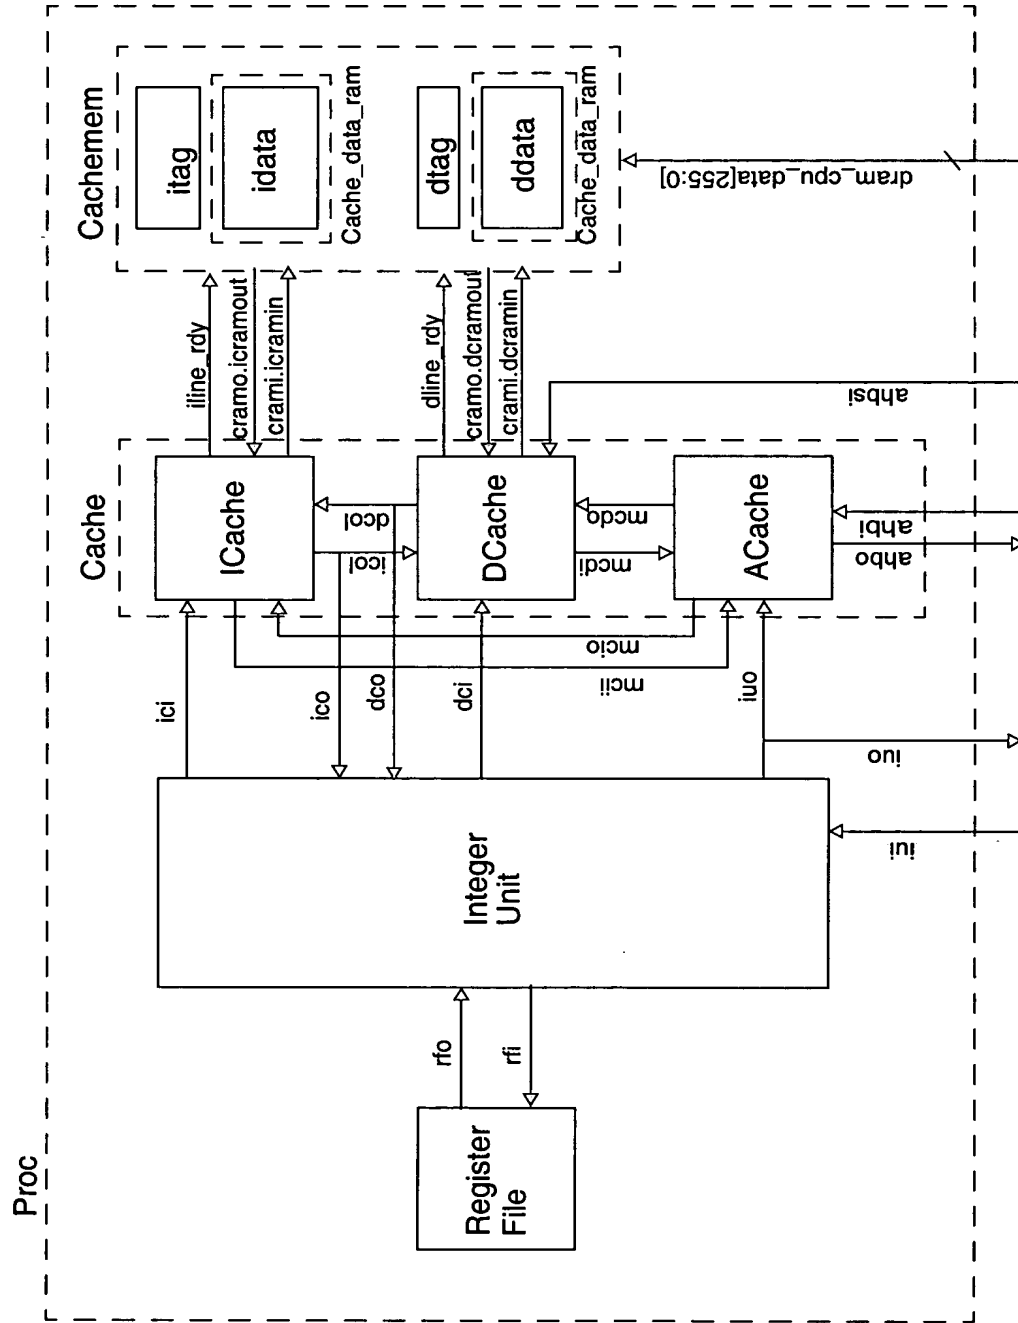 Proc
Register
File
rfo
rfi
Integer
Unit
ici
ico
dco
dci
iuo
iuo
iui
mcii
mcio
Cache
ICache
dcol
icol
DCache
mcdo
mcdi
ACache
ahbi
ahbo
ahbsi
iline_rdy
cramo.icramout
crami.icramin
dline_rdy
cramo.dcramout
crami.dcramin
Cachemem
itag
idata
Cache_data_ram
dtag
ddata
Cache_data_ram
dram_cpu_data[255:0]